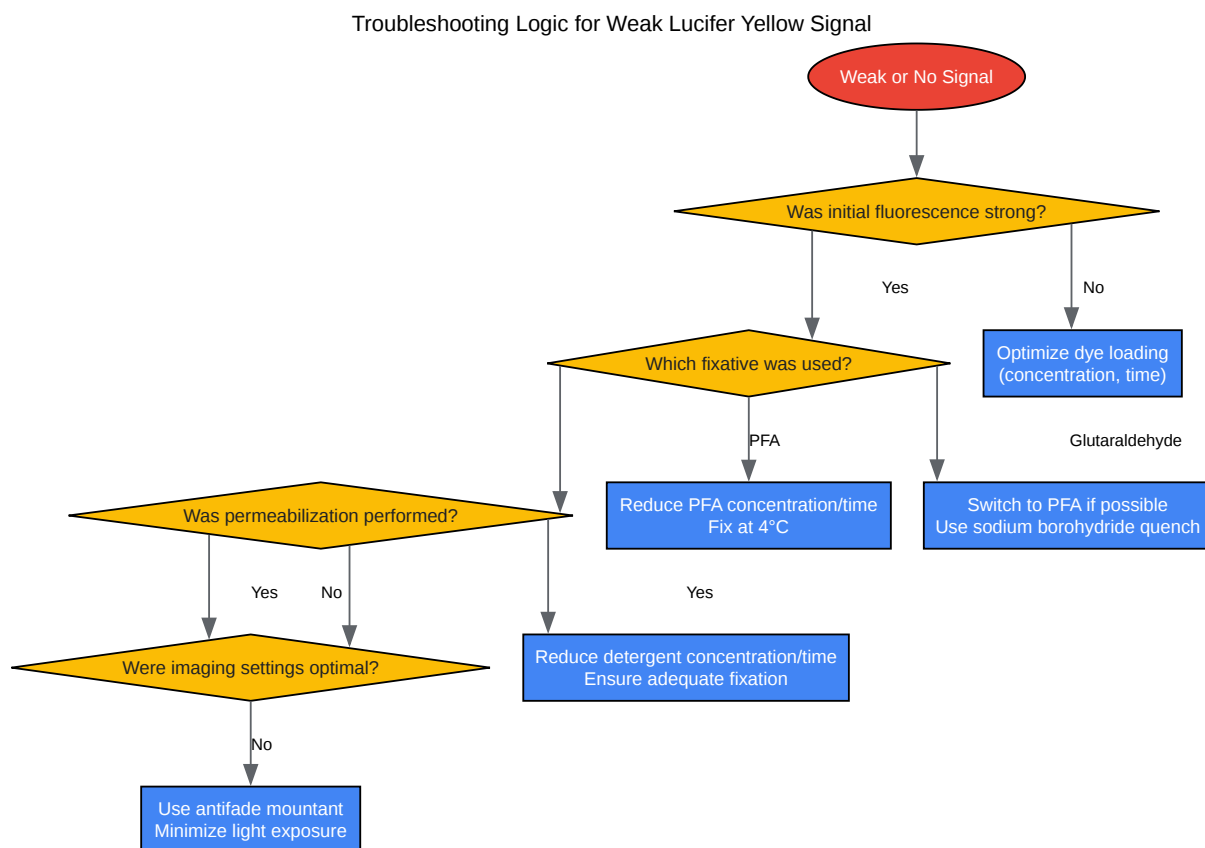 Troubleshooting Logic for Weak Lucifer Yellow Signal
Weak or No Signal
Was initial fluorescence strong?
Yes
No
Which fixative was used?
Optimize dye loading
(concentration, time)
PFA
Glutaraldehyde
Was permeabilization performed?
Reduce PFA concentration/time
Fix at 4°C
Switch to PFA if possible
Use sodium borohydride quench
Yes
No
Yes
Were imaging settings optimal?
Reduce detergent concentration/time
Ensure adequate fixation
No
Use antifade mountant
Minimize light exposure